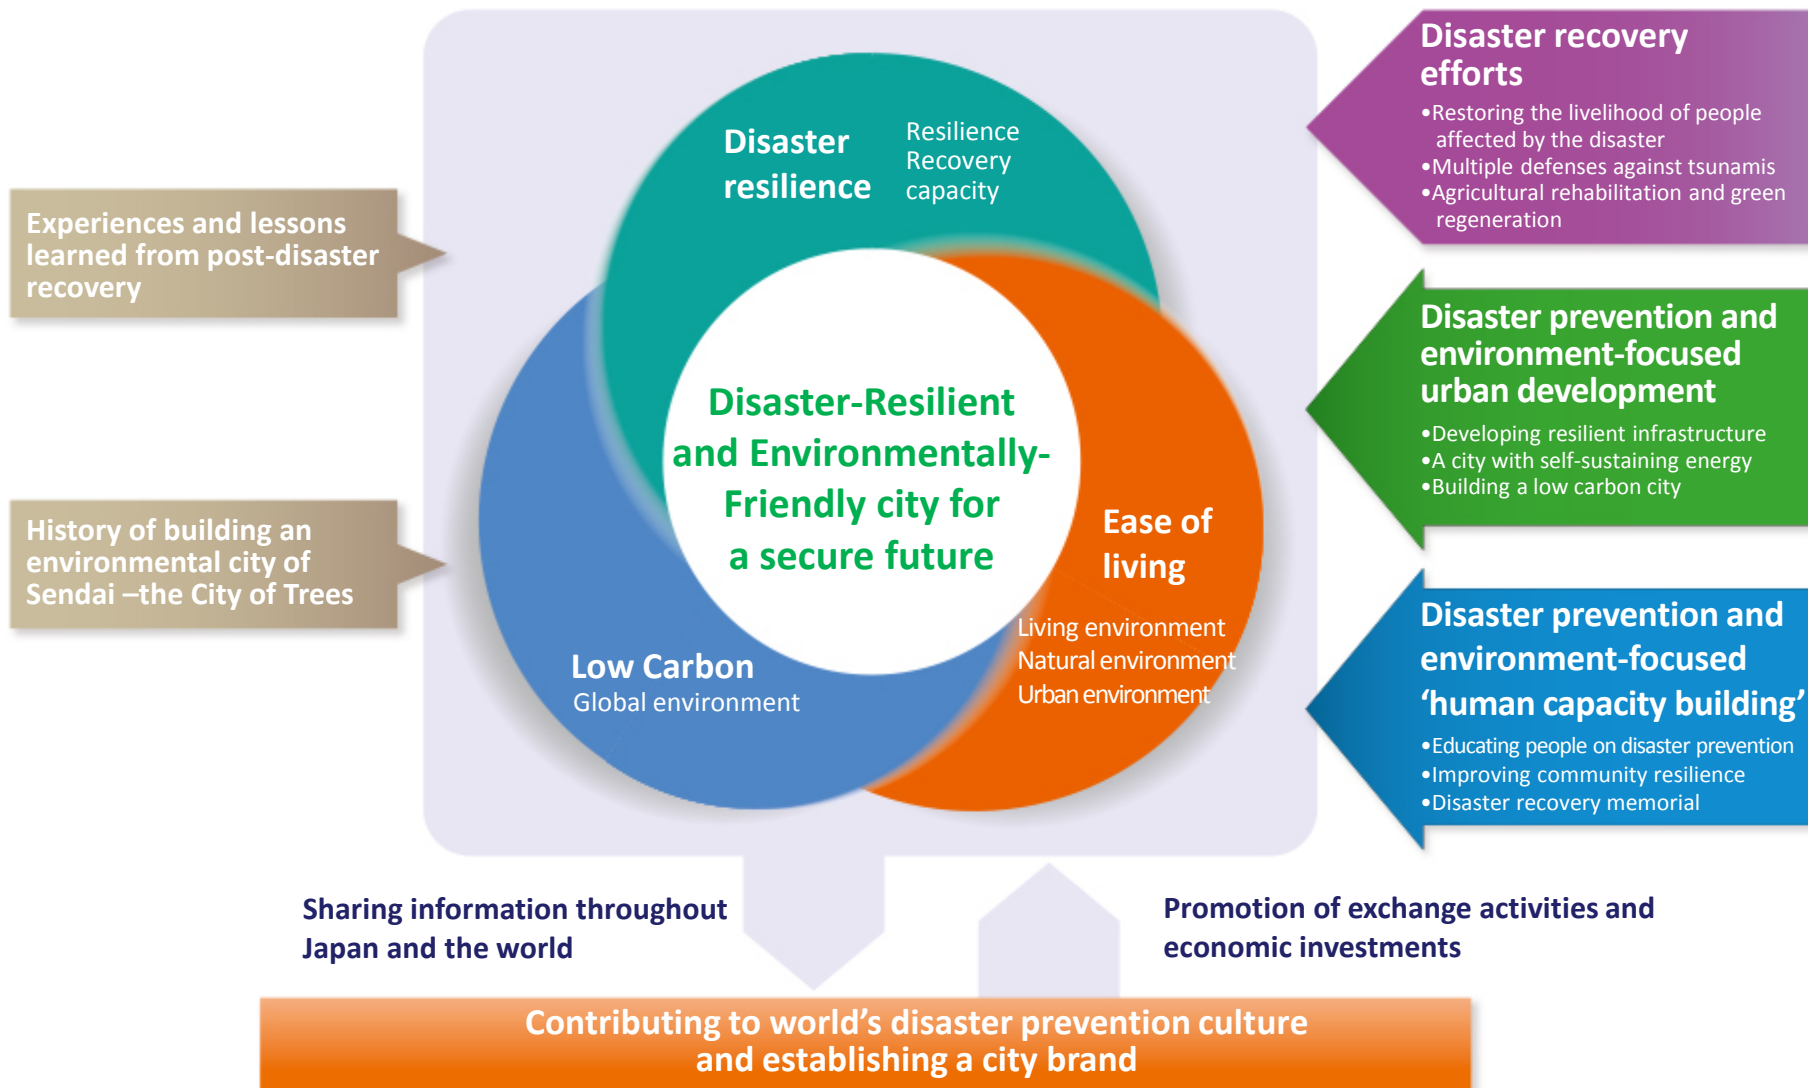 Experiences and lessons
learned from post-disaster
recovery
History of building an
environmental city of
Sendai –the City of Trees
Disaster
resilience
Resilience
Recovery
capacity
Disaster-Resilient
and Environmentally-
Friendly city for
a secure future
Ease of
living
Living environment
Natural environment
Urban environment
Low Carbon
Global environment
Disaster recovery
efforts
•Restoring the livelihood of people
affected by the disaster
•Multiple defenses against tsunamis
•Agricultural rehabilitation and green
regeneration
Disaster prevention and
environment-focused
urban development
•Developing resilient infrastructure
•A city with self-sustaining energy
•Building a low carbon city
Disaster prevention and
environment-focused
‘human capacity building’
•Educating people on disaster prevention
•Improving community resilience
•Disaster recovery memorial
Sharing information throughout
Japan and the world
Promotion of exchange activities and
economic investments
Contributing to world’s disaster prevention culture
and establishing a city brand